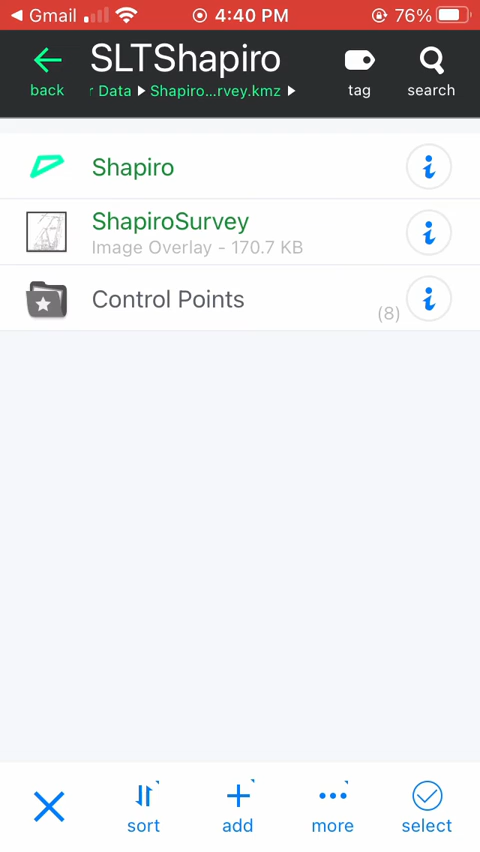 Gmail 4:40 PM 76%
SLTShapiro
back r Data Shapiro...rvey.kmz tag search
Shapiro
ShapiroSurvey
Image Overlay - 170.7 KB
Control Points
(8)
sort add more select